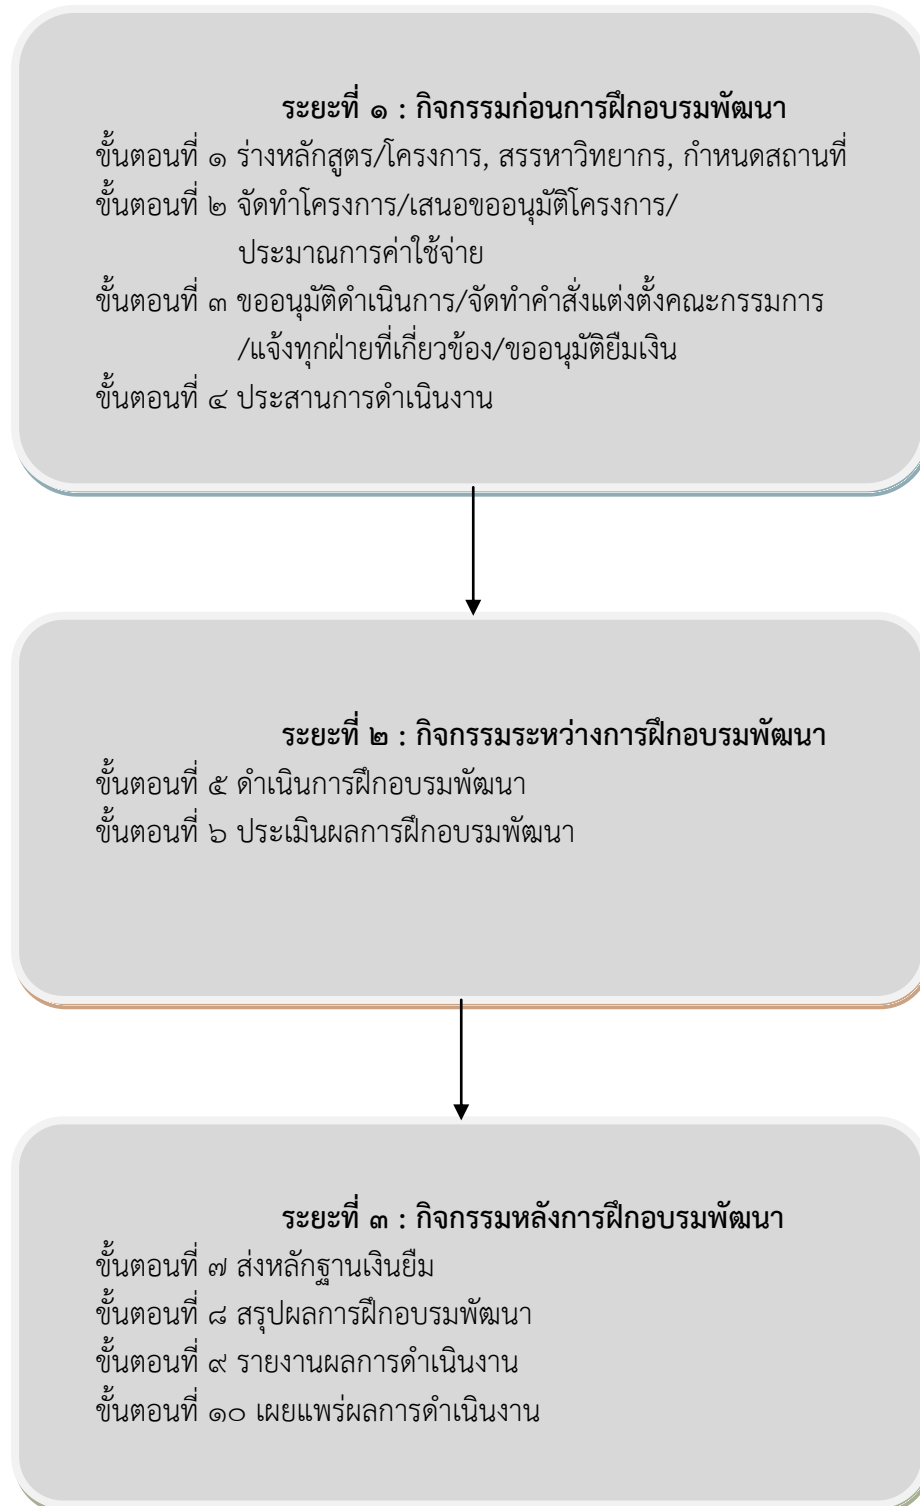 ระยะที่ ๑ : กิจกรรมก่อนการฝึกอบรมพัฒนา
ขั้นตอนที่ ๑ ร่างหลักสูตร/โครงการ, สรรหาวิทยากร, กำหนดสถานที่
ขั้นตอนที่ ๒ จัดทำโครงการ/เสนอขออนุมัติโครงการ/
ประมาณการค่าใช้จ่าย
ขั้นตอนที่ ๓ ขออนุมัติดำเนินการ/จัดทำคำสั่งแต่งตั้งคณะกรรมการ
/แจ้งทุกฝ่ายที่เกี่ยวข้อง/ขออนุมัติยืมเงิน
ขั้นตอนที่ ๔ ประสานการดำเนินงาน
ระยะที่ ๒ : กิจกรรมระหว่างการฝึกอบรมพัฒนา
ขั้นตอนที่ ๕ ดำเนินการฝึกอบรมพัฒนา
ขั้นตอนที่ ๖ ประเมินผลการฝึกอบรมพัฒนา
ระยะที่ ๓ : กิจกรรมหลังการฝึกอบรมพัฒนา
ขั้นตอนที่ ๗ ส่งหลักฐานเงินยืม
ขั้นตอนที่ ๘ สรุปผลการฝึกอบรมพัฒนา
ขั้นตอนที่ ๙ รายงานผลการดำเนินงาน
ขั้นตอนที่ ๑๐ เผยแพร่ผลการดำเนินงาน